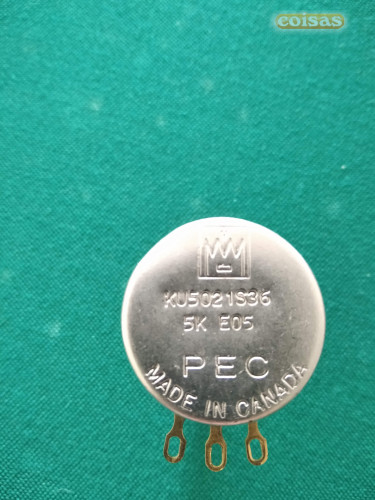 coisas
KU5021S36
5K E05
PEC
MADE IN CANADA